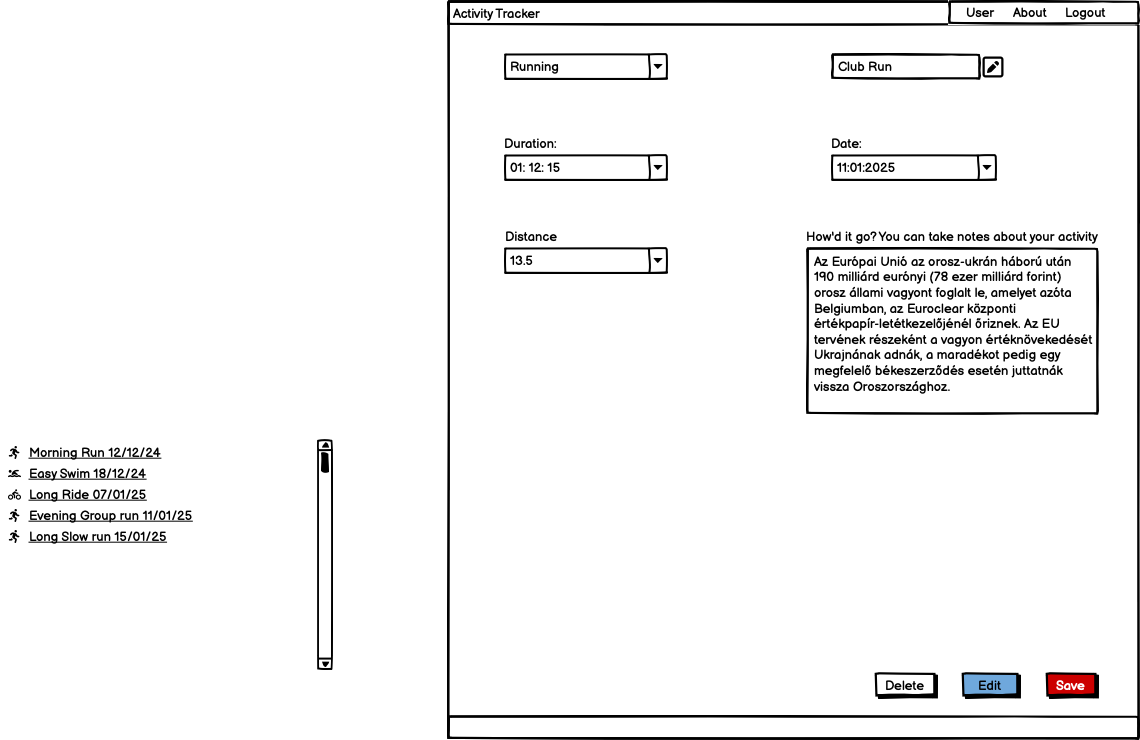 Activity Tracker
User About Logout
Running
Club Run
Duration:
Date:
01: 12: 15
11:01:2025
Distance
How'd it go? You can take notes about your activity
13.5
Az Európai Unió az orosz-ukrán háború után
190 milliárd eurónyi (78 ezer milliárd forint)
orosz állami vagyont foglalt le, amelyet azóta
Belgiumban, az Euroclear központi
értékpapír-letétkezelőjénél őriznek. Az EU
tervének részeként a vagyon értéknövekedését
Ukrajnának adnák, a maradékot pedig egy
megfelelő békeszerződés esetén juttatnák
vissza Oroszországhoz.
Morning Run 12/12/24
Easy Swim 18/12/24
Long Ride 07/01/25
Evening Group run 11/01/25
Long Slow run 15/01/25
Delete
Edit
Save